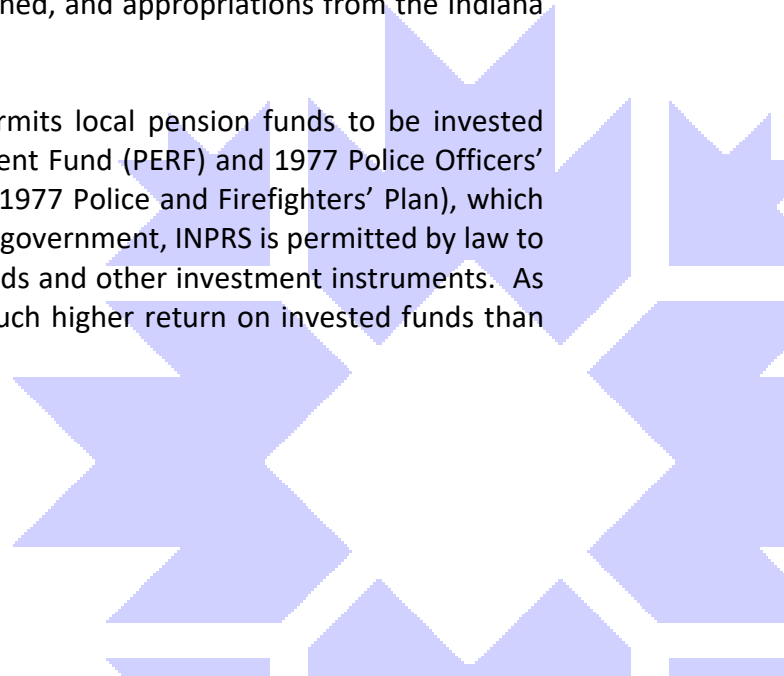 ned, and appropriations from the Indiana
rmits local pension funds to be invested
ent Fund (PERF) and 1977 Police Officers’
1977 Police and Firefighters’ Plan), which
government, INPRS is permitted by law to
ds and other investment instruments. As
uch higher return on invested funds than